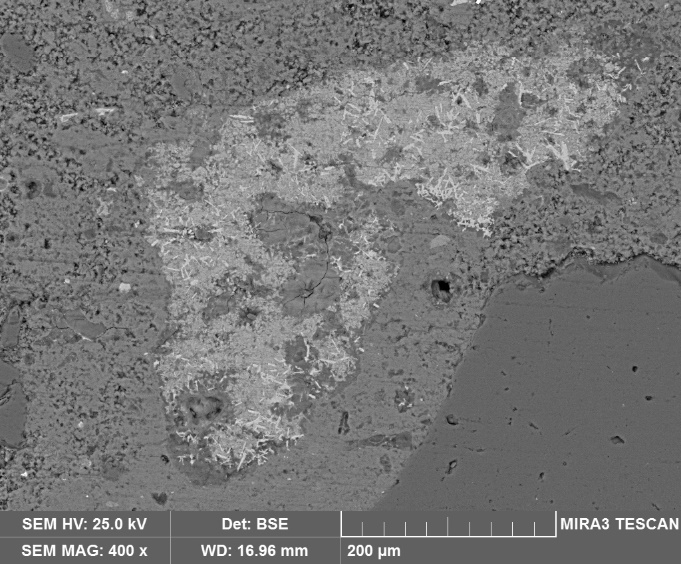 SEM HV: 25.0 kV Det: BSE MIRA3 TESCAN
SEM MAG: 400 x WD: 16.96 mm 200 µm